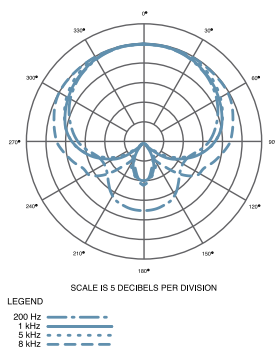 0°
330° 30°
300° 60°
270° 90
240° 120°
210° 150°
180°
SCALE IS 5 DECIBELS PER DIVISION
LEGEND
200 Hz
1 kHz
5 kHz
8 kHz